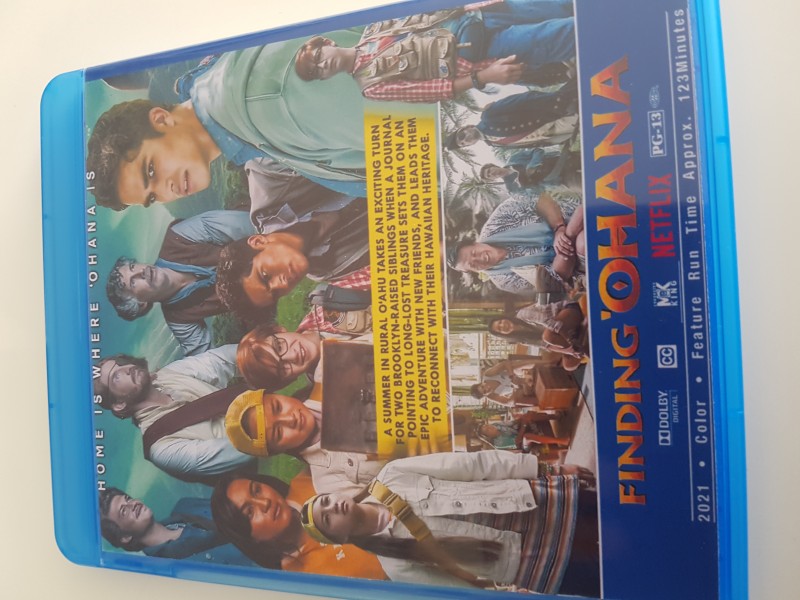 HOME IS WHERE 'OHANA IS
A SUMMER IN RURAL O'AHU TAKES AN EXCITING TURN
FOR TWO BROOKLYN-RAISED SIBLINGS WHEN A JOURNAL
POINTING TO LONG-LOST TREASURE SETS THEM ON AN
EPIC ADVENTURE WITH NEW FRIENDS, AND LEADS THEM
TO RECONNECT WITH THEIR HAWAIIAN HERITAGE.
FINDING 'OHANA
DOLBY DIGITAL CC KING NETFLIX PG-13
2021 • Color • Feature Run Time Approx. 123Minutes